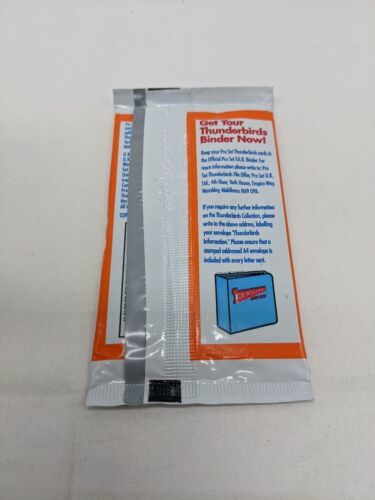 Get Your
Thunderbirds
Binder Now!
Keep your Pro Set Thunderbirds cards in
the Official Pro Set F.A.B. Binder. For
more information please write to: Pro
Set Thunderbirds File Offer, Pro Set U.K.
Ltd., 4th Floor, York House, Empire Way,
Wembley, Middlesex HA9 OPA.
If you require any further information
on the Thunderbirds Collection, please
write to the above address, labelling
your envelope "Thunderbirds
Information." Please ensure that a
stamped addressed A4 envelope is
included with every letter sent.
THUNDERBIRDS